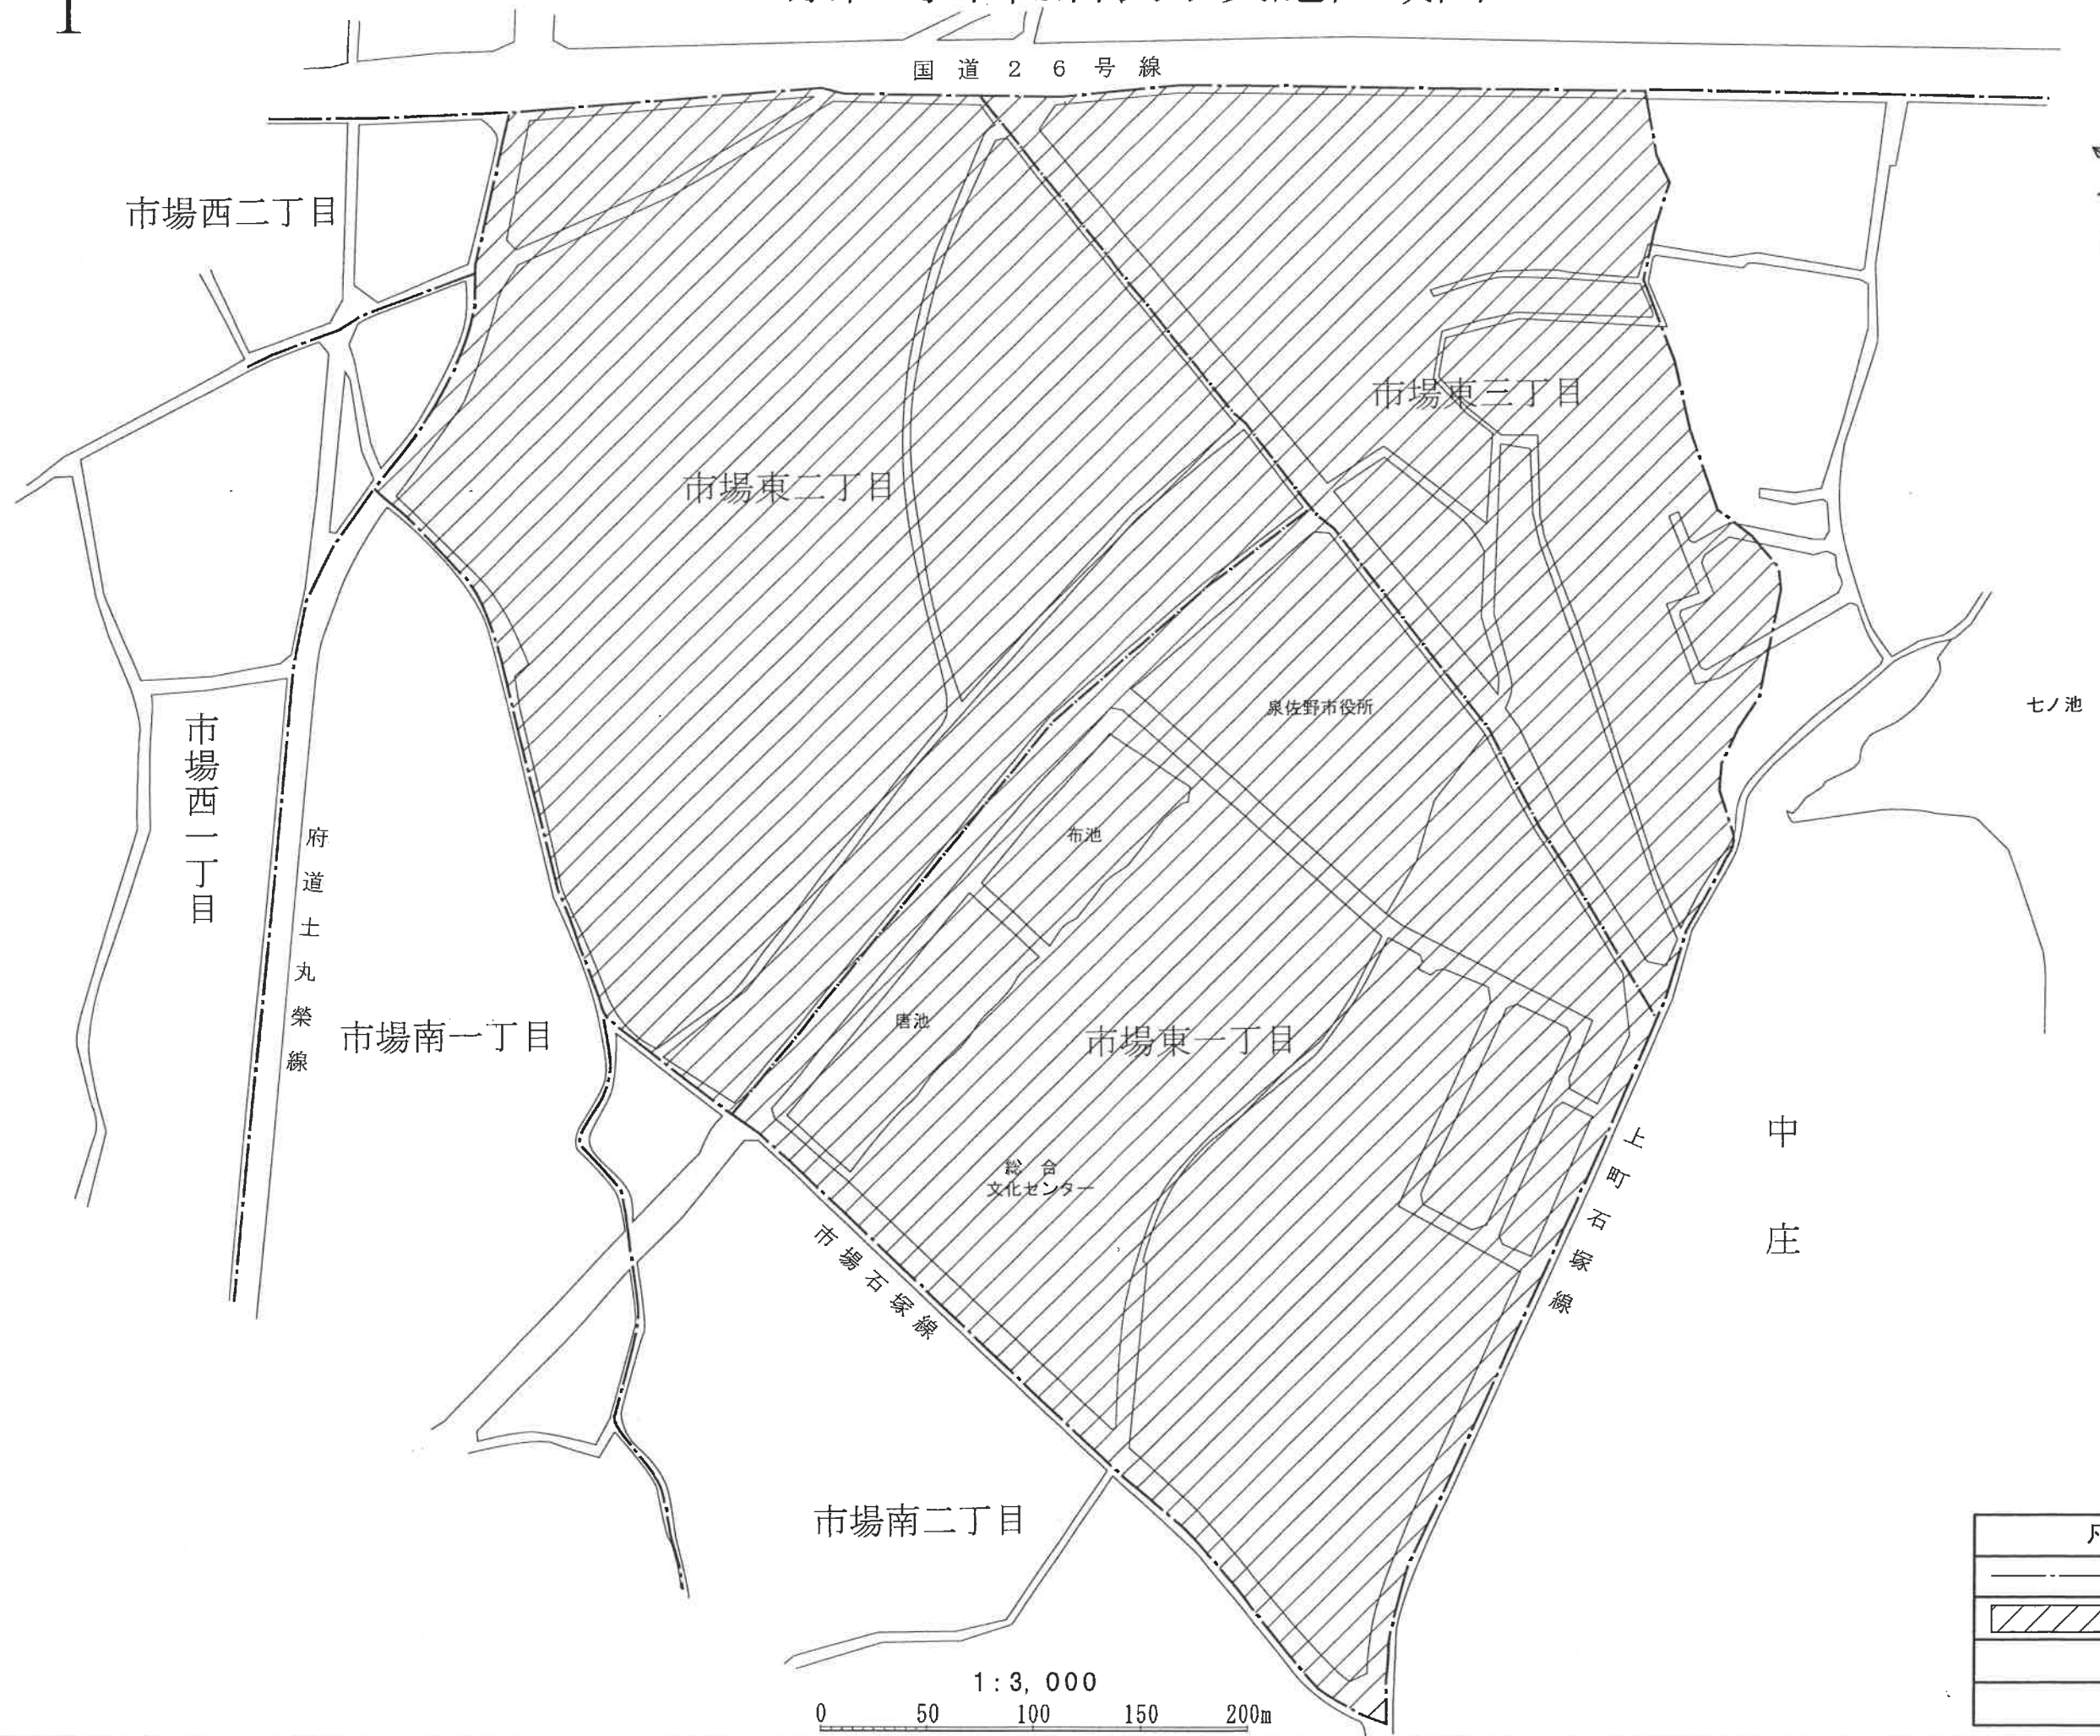 1
国道26号線
市場西二丁目
市場東三丁目
市場東二丁目
泉佐野市役所
七ノ池
市場西一丁目
府道土丸榮線
布池
唐池
市場南一丁目
市場東一丁目
上町石塚線
中庄
総合
文化センター
市場石塚線
市場南二丁目
1:3,000
0 50 100 150 200m